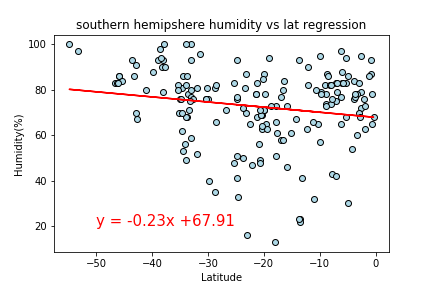 southern hemipshere humidity vs lat regression
Humidity(%)
100
80
60
40
20
y = -0.23x +67.91
−50 −40 −30 −20 −10 0
Latitude